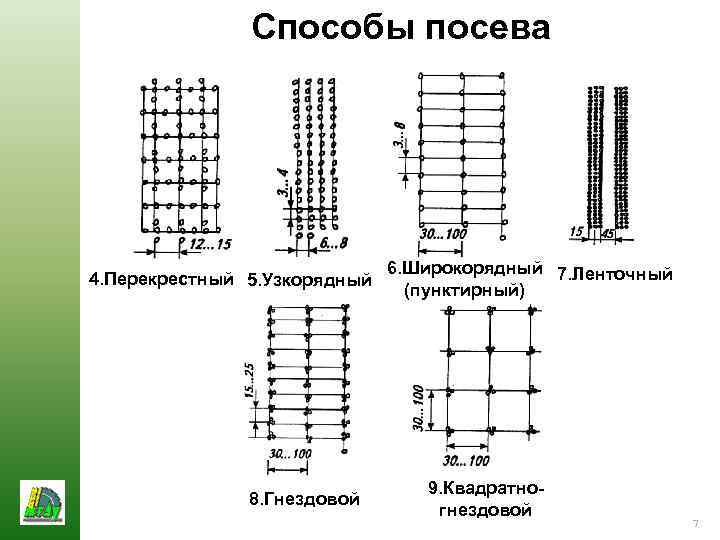 Способы посева
12...15
3...4
6...8
3...8
30...100
15
45
4.Перекрестный
5.Узкорядный
6.Широкорядный
(пунктирный)
7.Ленточный
15...25
30...100
30...100
30...100
8.Гнездовой
9.Квадратно-
гнездовой
7